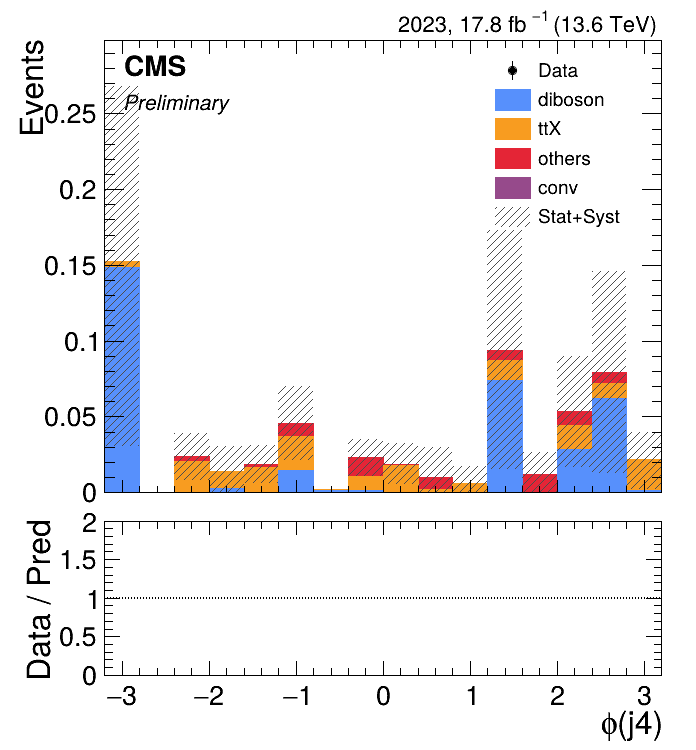 2023, 17.8 fb⁻¹ (13.6 TeV)
CMS
Preliminary
Events
Data
diboson
ttX
others
conv
Stat+Syst
0.25
0.2
0.15
0.1
0.05
0
Data / Pred
2
1.5
1
0.5
0
−3 −2 −1 0 1 2 3
ϕ(j4)